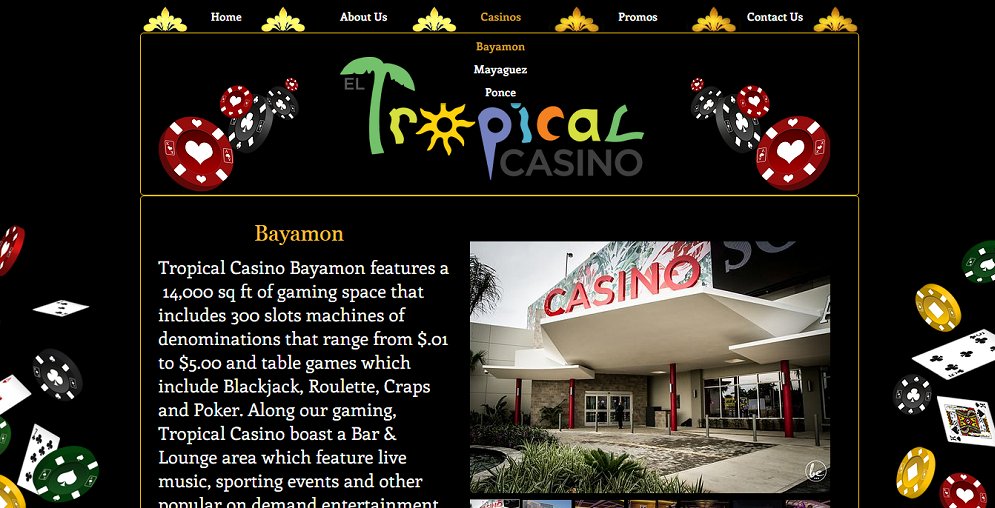 Home
About Us
Casinos
Promos
Contact Us
Bayamon
Mayaguez
Ponce
EL
Tropical
CASINO
Bayamon
Tropical Casino Bayamon features a
14,000 sq ft of gaming space that
includes 300 slots machines of
denominations that range from $.01
to $5.00 and table games which
include Blackjack, Roulette, Craps
and Poker. Along our gaming,
Tropical Casino boast a Bar &
Lounge area which feature live
music, sporting events and other
popular on demand entertainment
CASINO